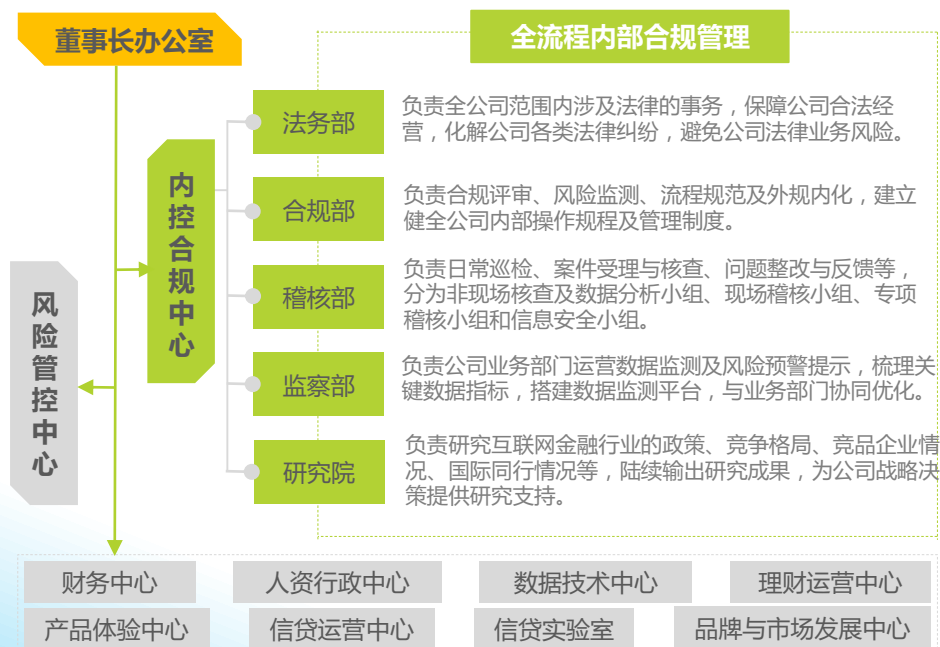 董事长办公室
全流程内部合规管理
内控合规中心
风险管控中心
法务部
负责全公司范围内涉及法律的事务，保障公司合法经
营，化解公司各类法律纠纷，避免公司法律业务风险。
合规部
负责合规评审、风险监测、流程规范及外规内化，建立
健全公司内部操作规程及管理制度。
稽核部
负责日常巡检、案件受理与核查、问题整改与反馈等，
分为非现场核查及数据分析小组、现场稽核小组、专项
稽核小组和信息安全小组。
监察部
负责公司业务部门运营数据监测及风险预警提示，梳理关
键数据指标，搭建数据监测平台，与业务部门协同优化。
研究院
负责研究互联网金融行业的政策、竞争格局、竞品企业情
况、国际同行情况等，陆续输出研究成果，为公司战略决
策提供研究支持。
财务中心
人资行政中心
数据技术中心
理财运营中心
产品体验中心
信贷运营中心
信贷实验室
品牌与市场发展中心